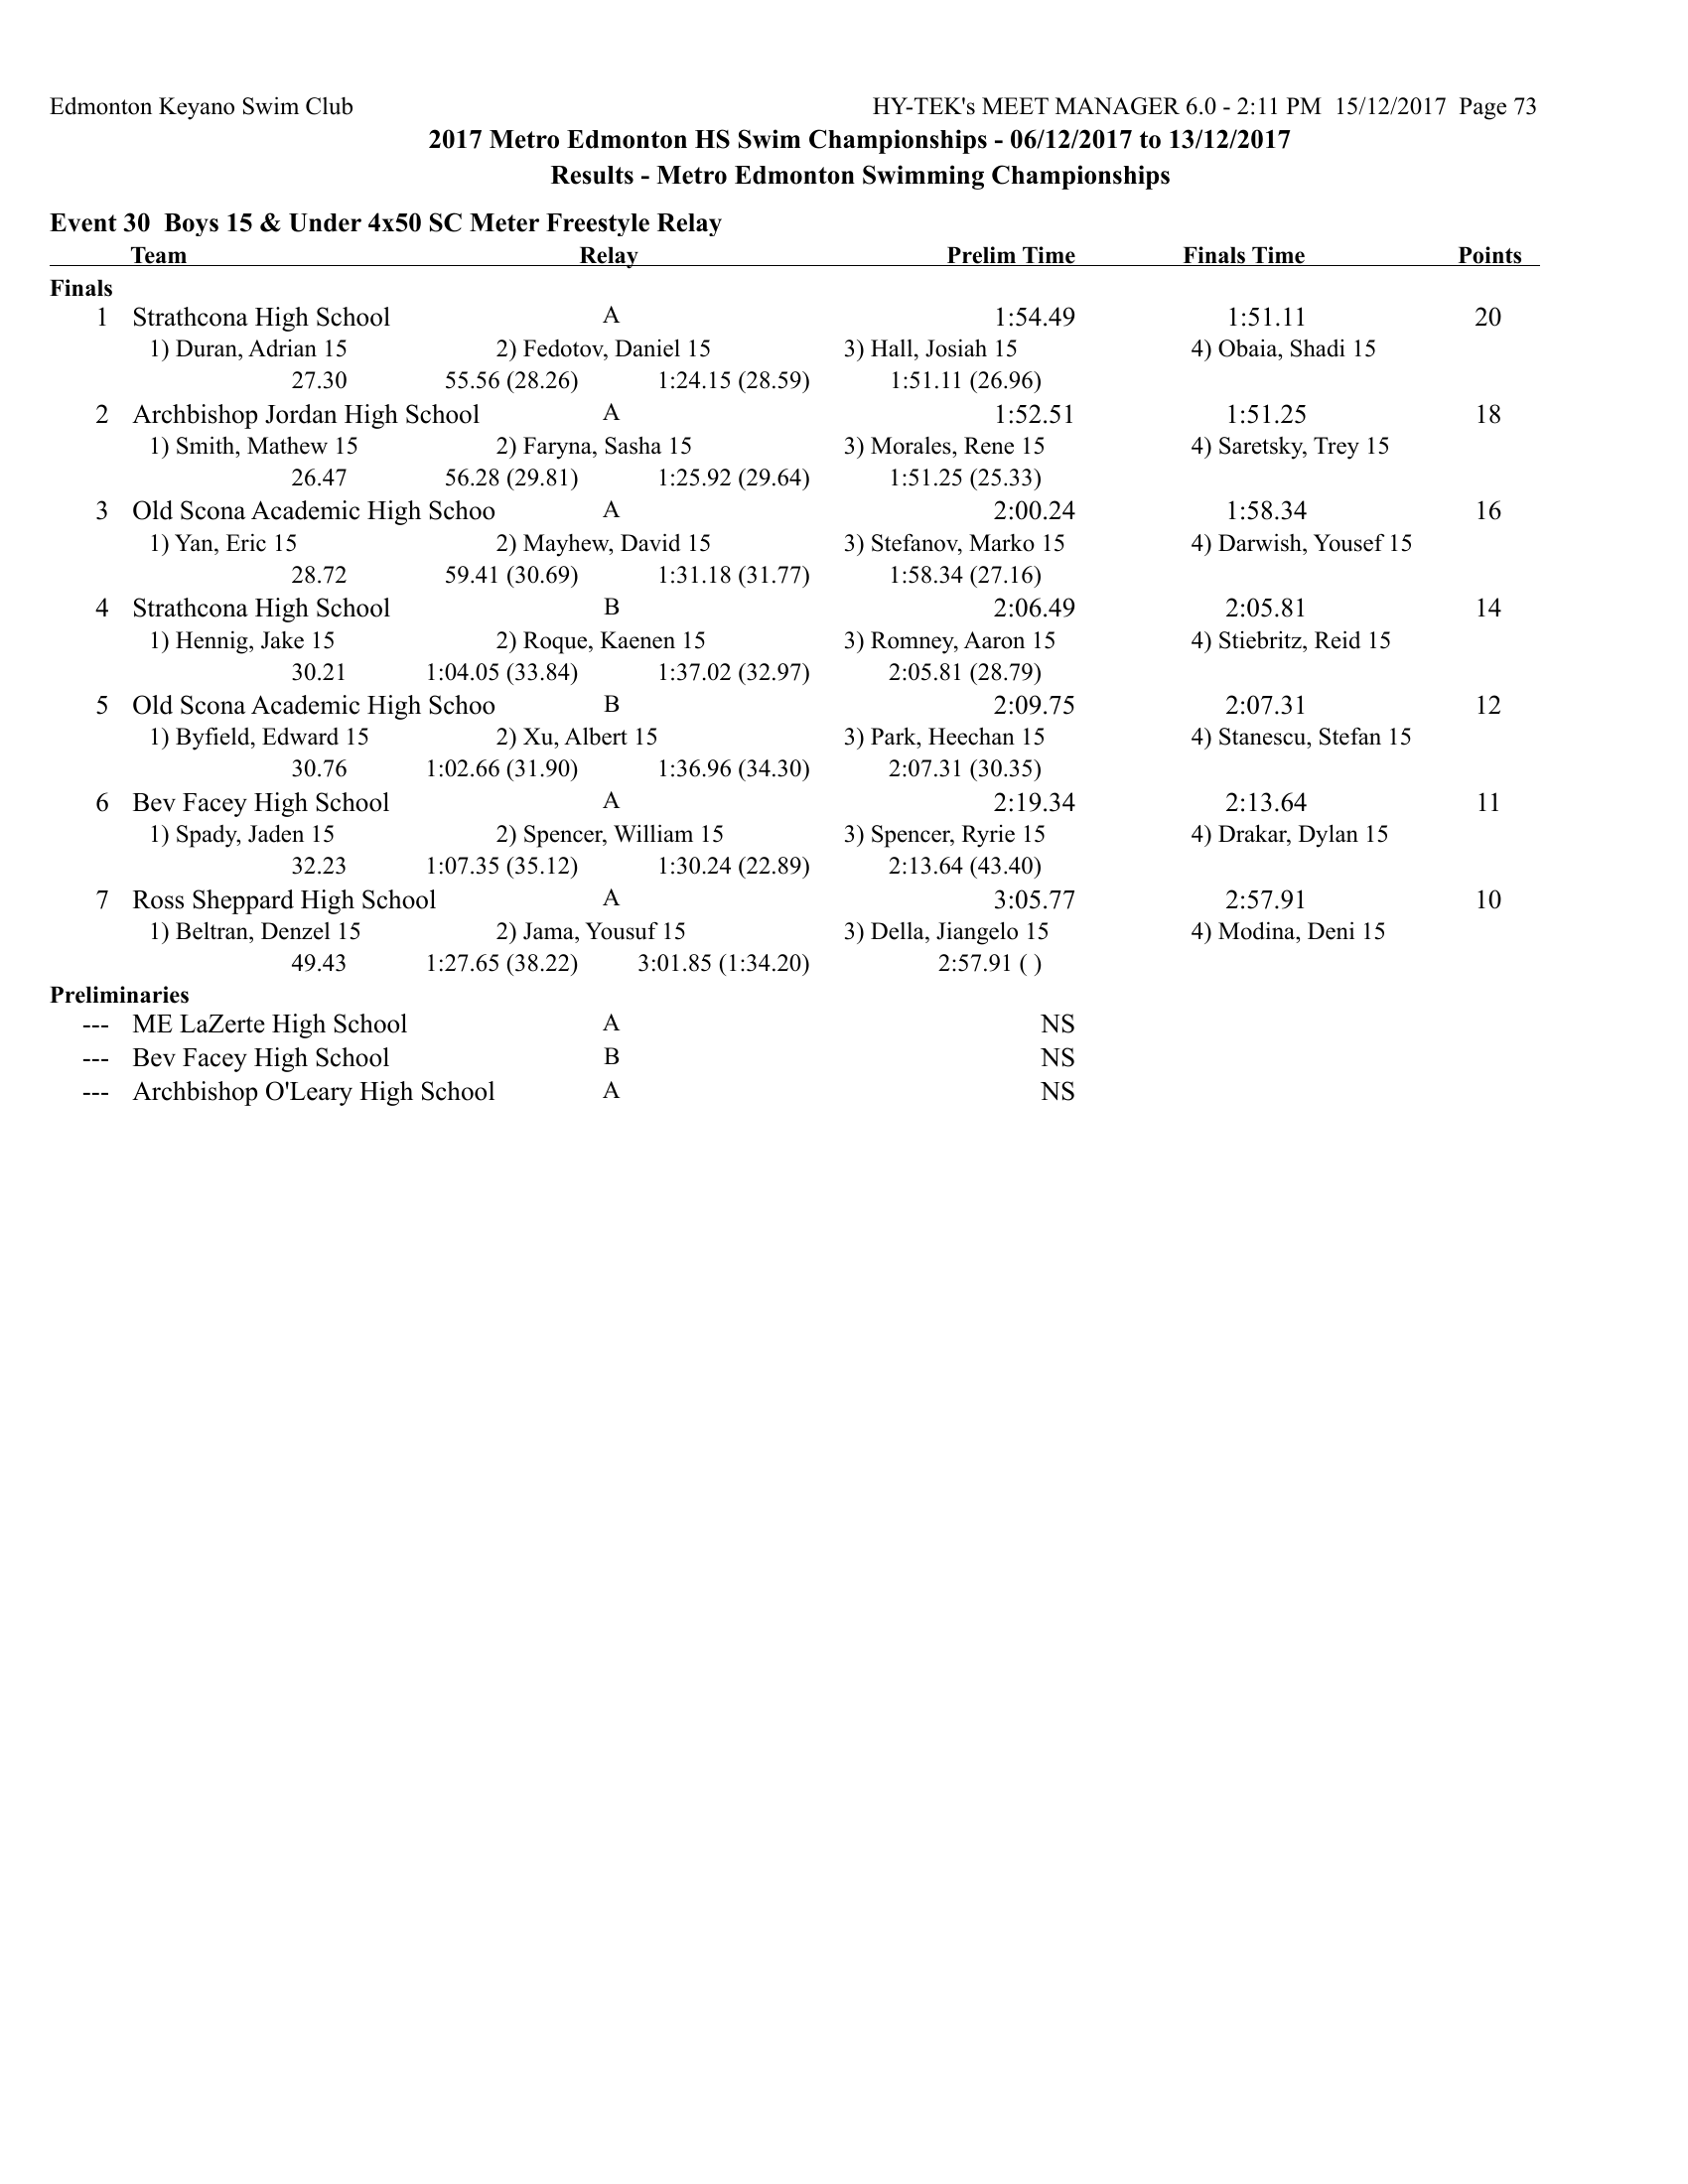 Edmonton Keyano Swim Club HY-TEK's MEET MANAGER 6.0 - 2:11 PM 15/12/2017 Page 73
2017 Metro Edmonton HS Swim Championships - 06/12/2017 to 13/12/2017
Results - Metro Edmonton Swimming Championships
Event 30 Boys 15 & Under 4x50 SC Meter Freestyle Relay
Team Relay Prelim Time Finals Time Points
Finals
1 Strathcona High School A 1:54.49 1:51.11 20
1) Duran, Adrian 15 2) Fedotov, Daniel 15 3) Hall, Josiah 15 4) Obaia, Shadi 15
27.30 55.56 (28.26) 1:24.15 (28.59) 1:51.11 (26.96)
2 Archbishop Jordan High School A 1:52.51 1:51.25 18
1) Smith, Mathew 15 2) Faryna, Sasha 15 3) Morales, Rene 15 4) Saretsky, Trey 15
26.47 56.28 (29.81) 1:25.92 (29.64) 1:51.25 (25.33)
3 Old Scona Academic High Schoo A 2:00.24 1:58.34 16
1) Yan, Eric 15 2) Mayhew, David 15 3) Stefanov, Marko 15 4) Darwish, Yousef 15
28.72 59.41 (30.69) 1:31.18 (31.77) 1:58.34 (27.16)
4 Strathcona High School B 2:06.49 2:05.81 14
1) Hennig, Jake 15 2) Roque, Kaenen 15 3) Romney, Aaron 15 4) Stiebritz, Reid 15
30.21 1:04.05 (33.84) 1:37.02 (32.97) 2:05.81 (28.79)
5 Old Scona Academic High Schoo B 2:09.75 2:07.31 12
1) Byfield, Edward 15 2) Xu, Albert 15 3) Park, Heechan 15 4) Stanescu, Stefan 15
30.76 1:02.66 (31.90) 1:36.96 (34.30) 2:07.31 (30.35)
6 Bev Facey High School A 2:19.34 2:13.64 11
1) Spady, Jaden 15 2) Spencer, William 15 3) Spencer, Ryrie 15 4) Drakar, Dylan 15
32.23 1:07.35 (35.12) 1:30.24 (22.89) 2:13.64 (43.40)
7 Ross Sheppard High School A 3:05.77 2:57.91 10
1) Beltran, Denzel 15 2) Jama, Yousuf 15 3) Della, Jiangelo 15 4) Modina, Deni 15
49.43 1:27.65 (38.22) 3:01.85 (1:34.20) 2:57.91 ( )
Preliminaries
--- ME LaZerte High School A NS
--- Bev Facey High School B NS
--- Archbishop O'Leary High School A NS